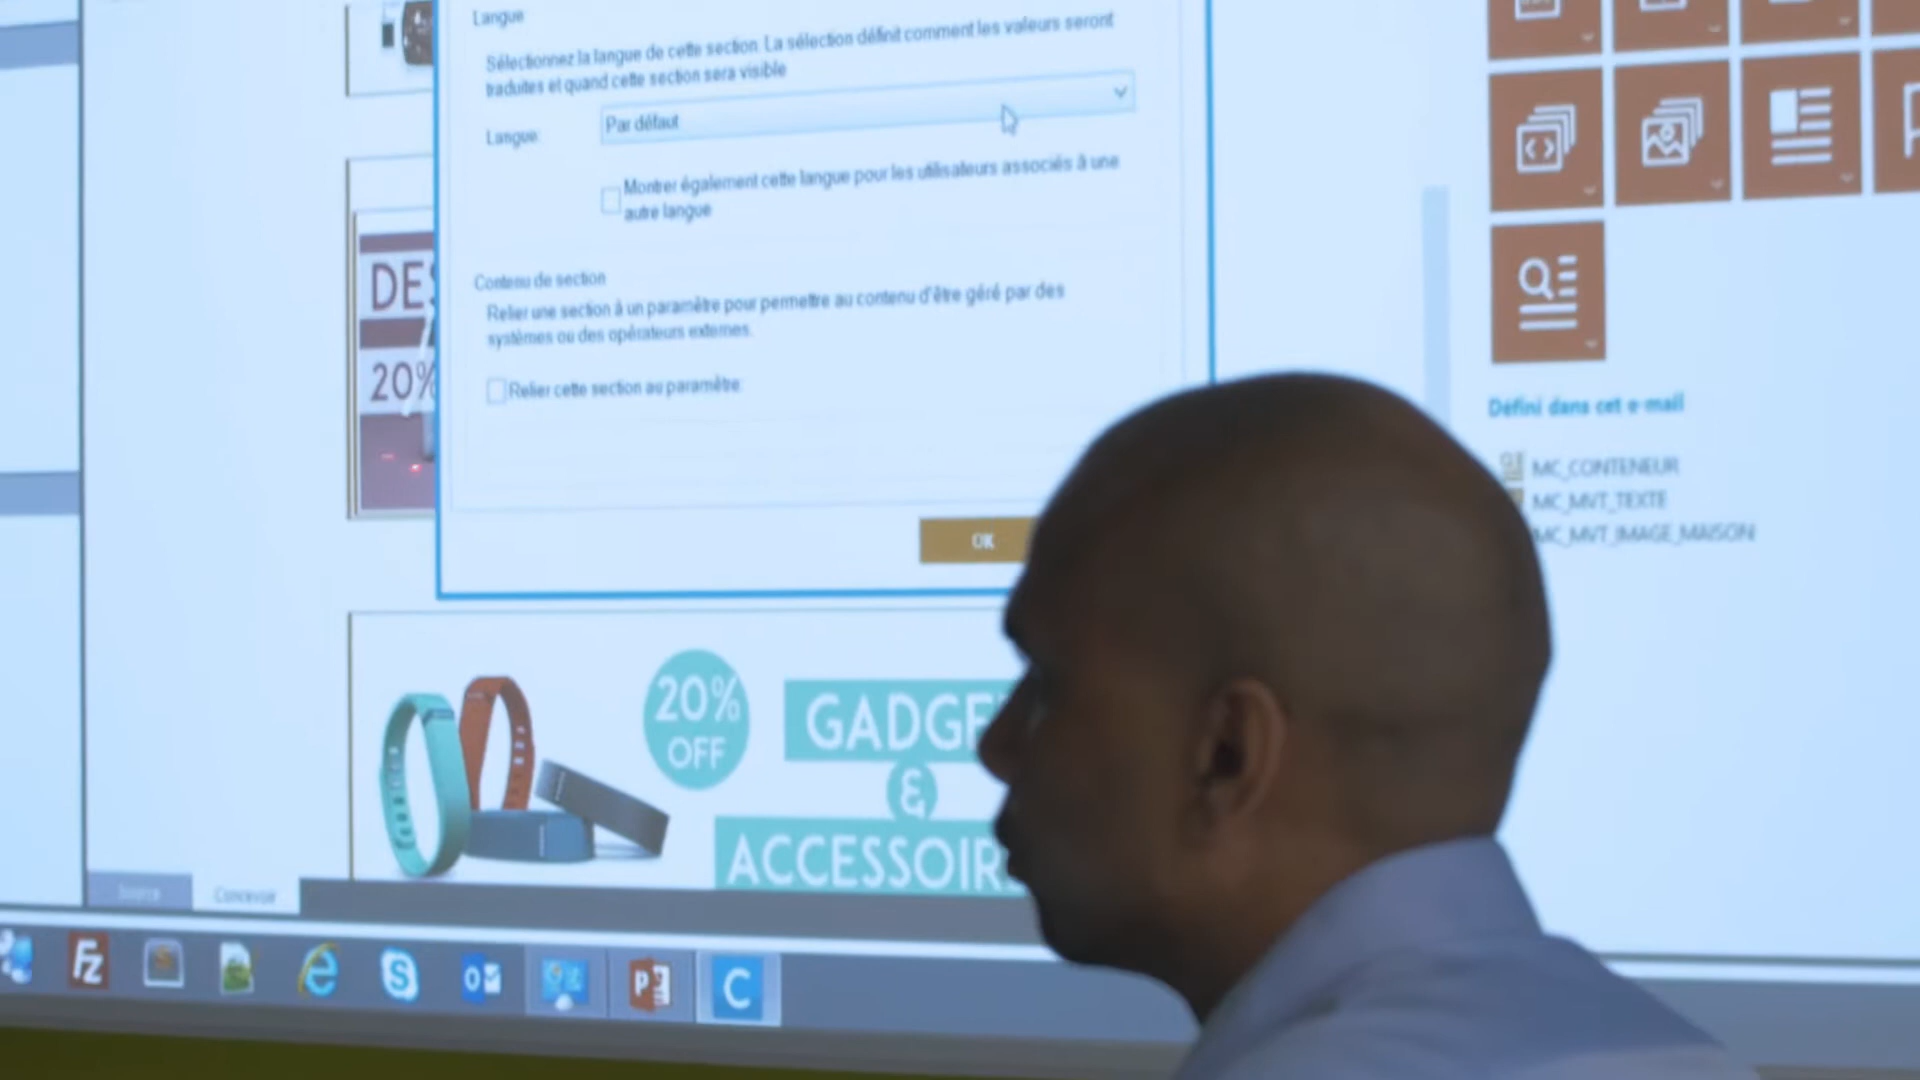 Langue
Sélectionnez la langue de cette section. La sélection définit comment les valeurs seront
traduites et quand cette section sera visible
Langue:
Par défaut
Montrer également cette langue pour les utilisateurs associés à une
autre langue
Contenu de section
Relier une section à un paramètre pour permettre au contenu d'être géré par des
systèmes ou des opérateurs externes.
Relier cette section au paramètre:
OK
DES
20%
Défini dans cet e-mail
MC_CONTENEUR
MC_MVT_TEXTE
MC_MVT_IMAGE_MAISON
20%
OFF
GADGE
&
ACCESSOIR
Source
Concevoir